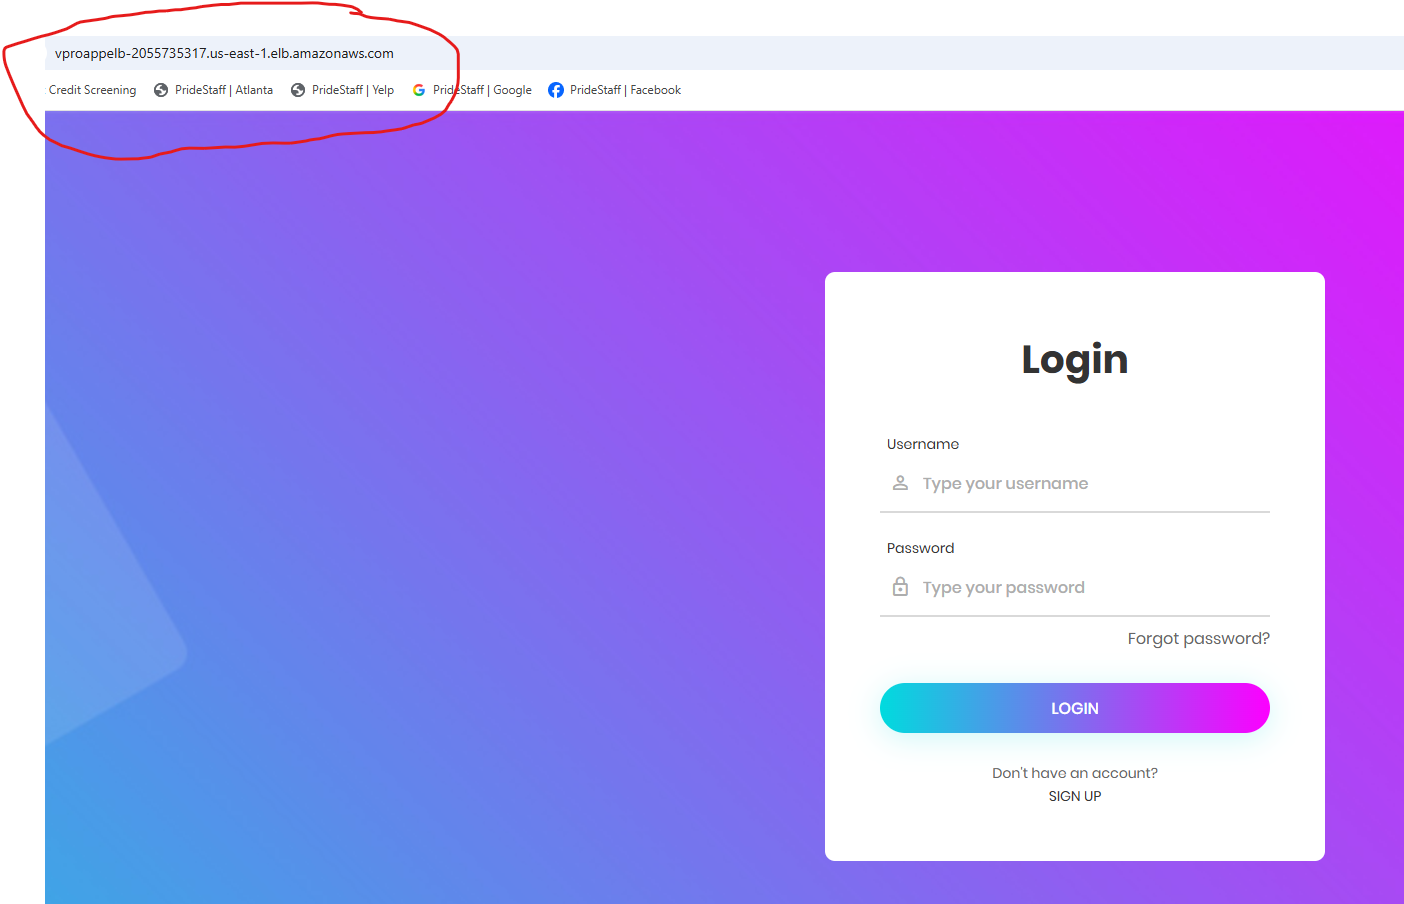 vproappelb-2055735317.us-east-1.elb.amazonaws.com
Credit Screening PrideStaff | Atlanta PrideStaff | Yelp PrideStaff | Google PrideStaff | Facebook
Login
Username
Type your username
Password
Type your password
Forgot password?
LOGIN
Don't have an account?
SIGN UP